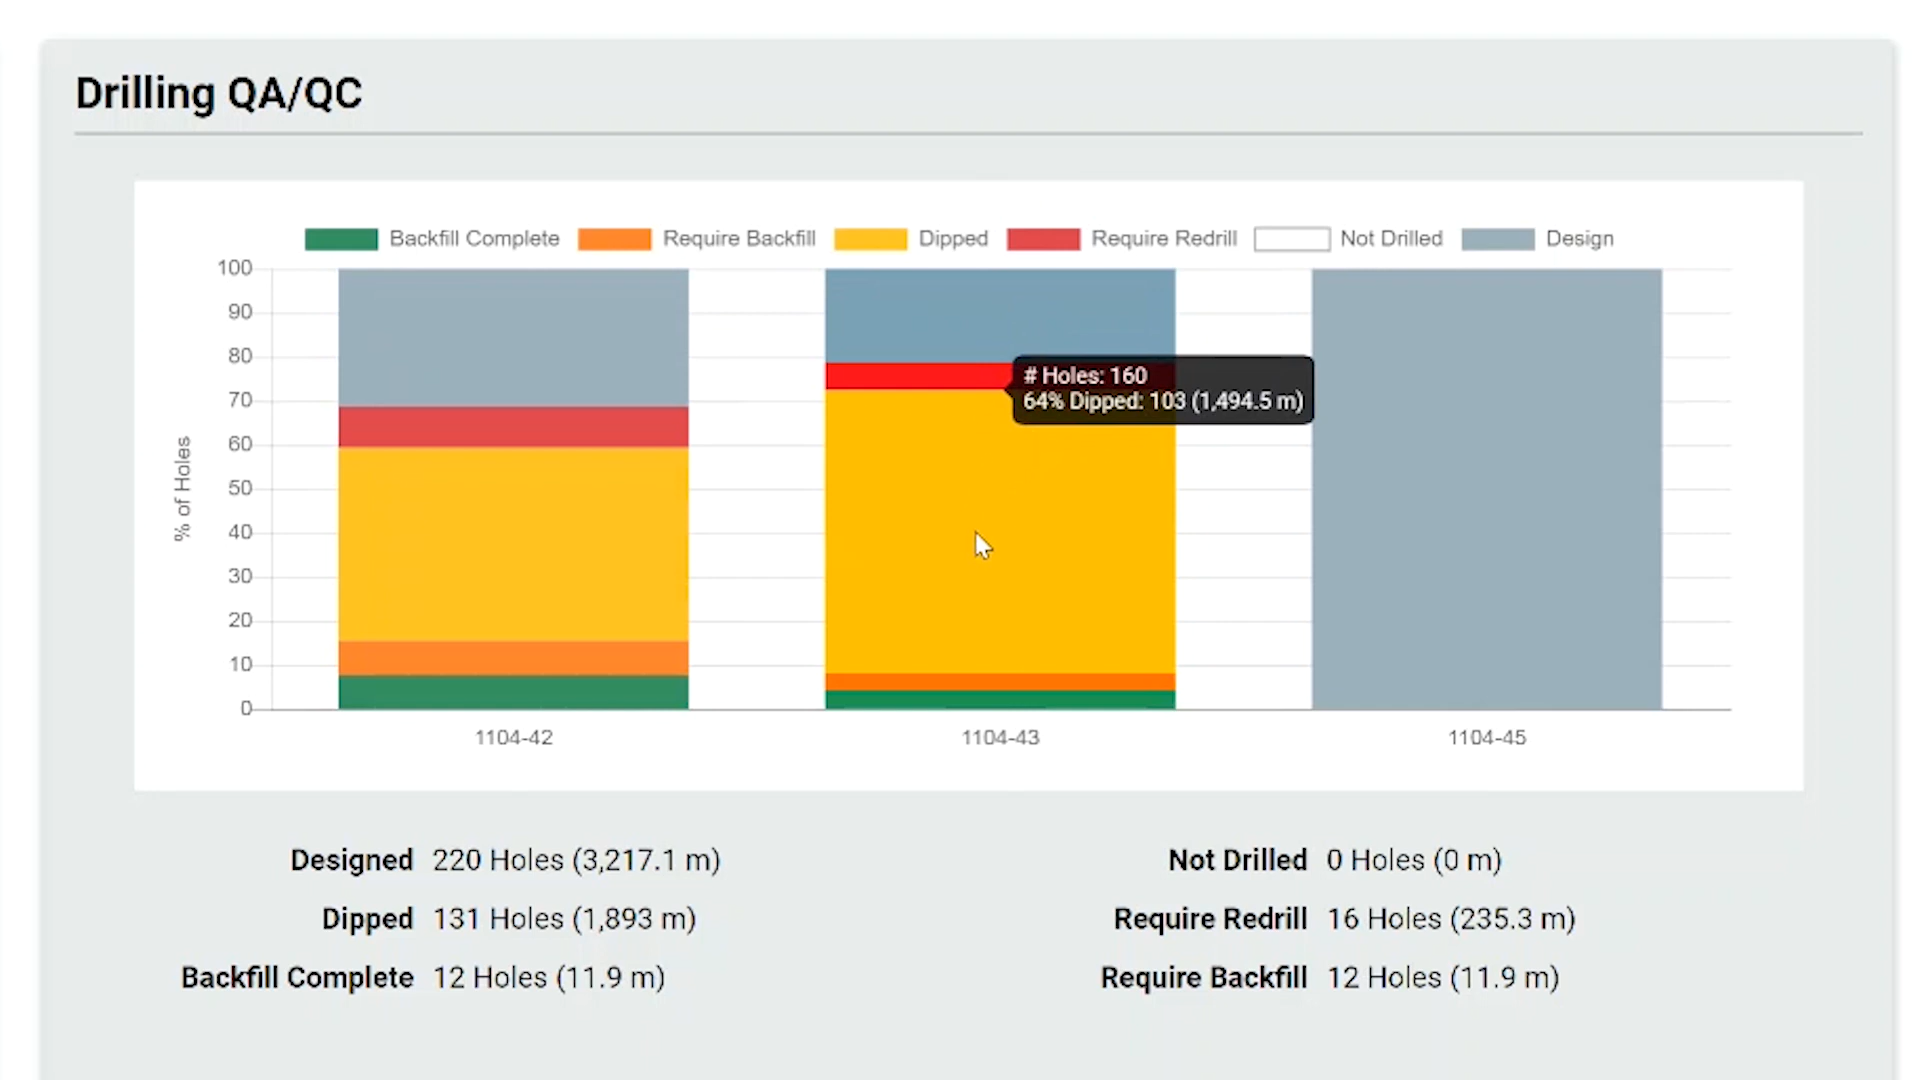 Drilling QA/QC
Backfill Complete Require Backfill Dipped Require Redrill Not Drilled Design
100
90
80
70
60
50
40
30
20
10
0
% of Holes
# Holes: 160
64% Dipped: 103 (1,494.5 m)
1104-42 1104-43 1104-45
Designed 220 Holes (3,217.1 m) Not Drilled 0 Holes (0 m)
Dipped 131 Holes (1,893 m) Require Redrill 16 Holes (235.3 m)
Backfill Complete 12 Holes (11.9 m) Require Backfill 12 Holes (11.9 m)